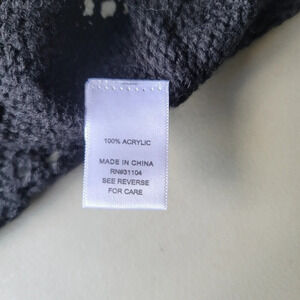 100% ACRYLIC
MADE IN CHINA
RN#31104
SEE REVERSE
FOR CARE